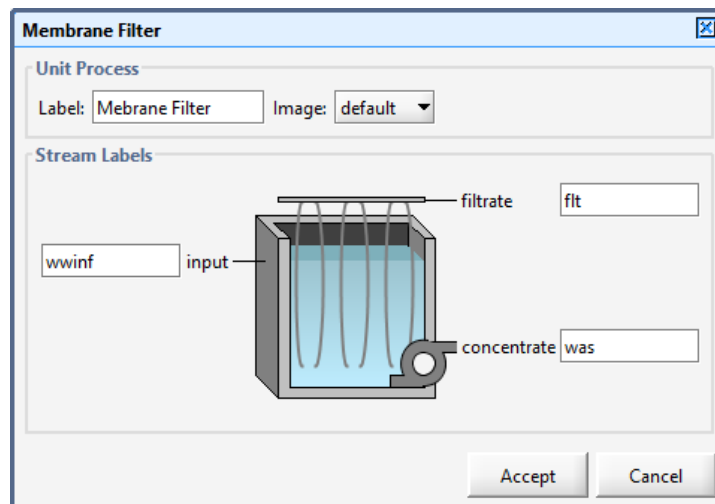 Membrane Filter
Unit Process
Label: Mebrane Filter Image: default
Stream Labels
filtrate flt
wwinf input
concentrate was
Accept Cancel